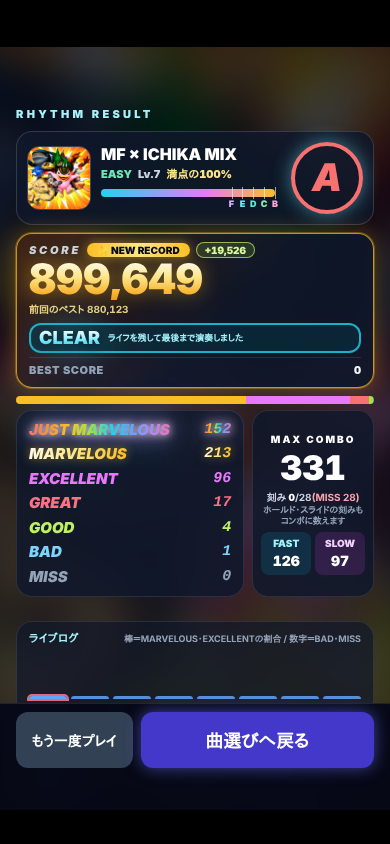 RHYTHM RESULT
MF × ICHIKA MIX
EASY Lv.7 満点の100%
F E D C B
A
SCORE NEW RECORD +19,526
899,649
前回のベスト 880,123
CLEAR ライフを残して最後まで演奏しました
BEST SCORE 0
JUST MARVELOUS 152
MARVELOUS 213
EXCELLENT 96
GREAT 17
GOOD 4
BAD 1
MISS 0
MAX COMBO
331
刻み 0/28(MISS 28)
ホールド・スライドの刻みも
コンボに数えます
FAST SLOW
126 97
ライブログ 棒=MARVELOUS･EXCELLENTの割合 / 数字=BAD･MISS
もう一度プレイ 曲選びへ戻る